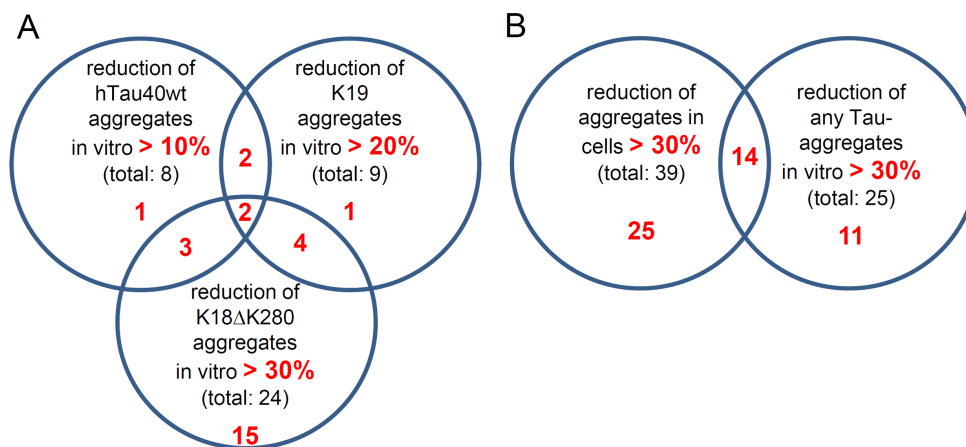 A
reduction of
hTau40wt
aggregates
in vitro > 10%
(total: 8)
1
2
reduction of
K19
aggregates
in vitro > 20%
(total: 9)
1
2
3
4
reduction of
K18ΔK280
aggregates
in vitro > 30%
(total: 24)
15
B
reduction of
aggregates in
cells > 30%
(total: 39)
25
14
reduction of
any Tau-
aggregates
in vitro > 30%
(total: 25)
11